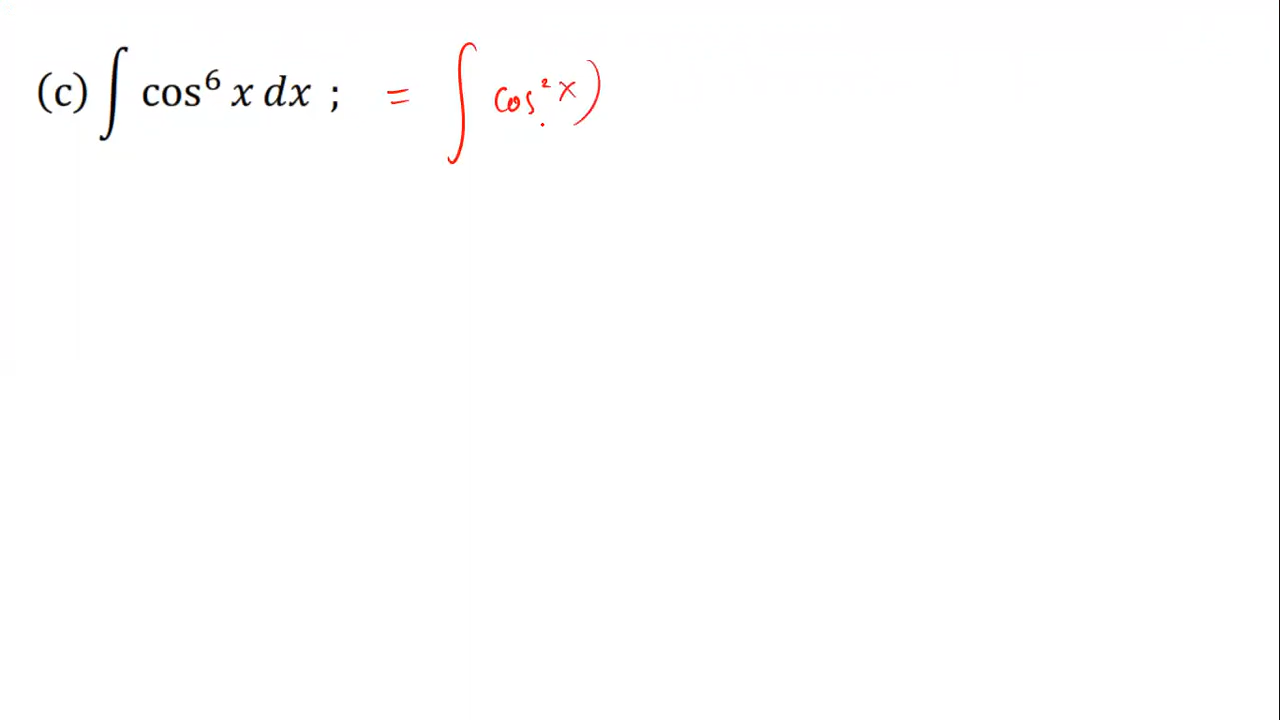 (c) ∫ cos⁶ x dx ; = ∫ cos² x)